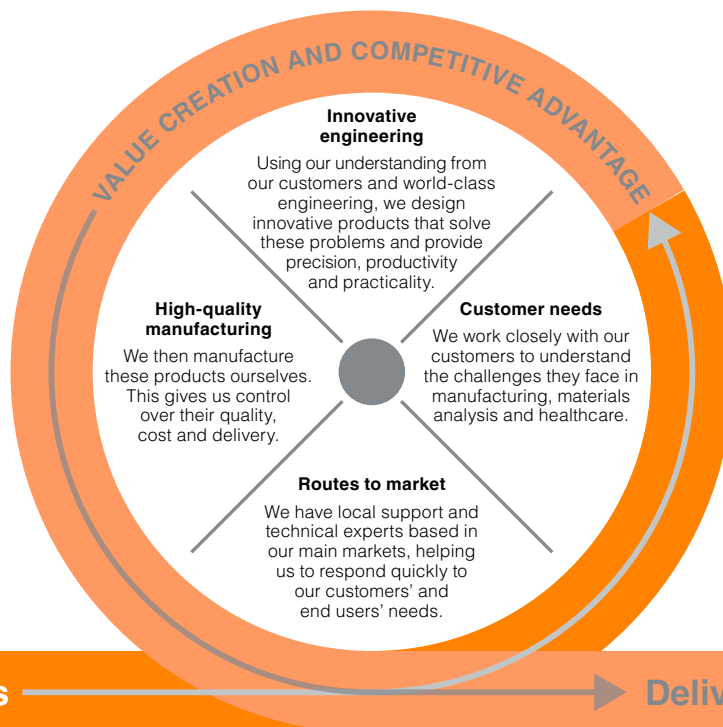 VALUE CREATION AND COMPETITIVE ADVANTAGE
Innovative
engineering
Using our understanding from
our customers and world-class
engineering, we design
innovative products that solve
these problems and provide
precision, productivity
and practicality.
High-quality
manufacturing
We then manufacture
these products ourselves.
This gives us control
over their quality,
cost and delivery.
Customer needs
We work closely with our
customers to understand
the challenges they face in
manufacturing, materials
analysis and healthcare.
Routes to market
We have local support and
technical experts based in
our main markets, helping
us to respond quickly to
our customers’ and
end users’ needs.